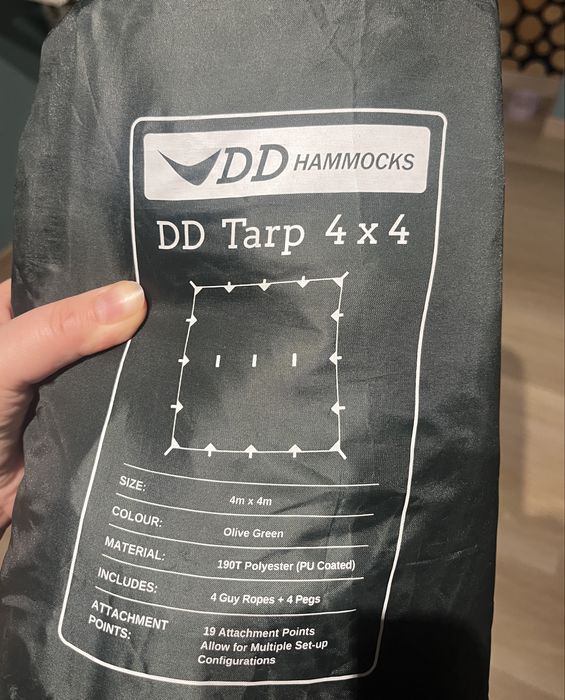 DD HAMMOCKS
DD Tarp 4 x 4
SIZE: 4m x 4m
COLOUR: Olive Green
MATERIAL: 190T Polyester (PU Coated)
INCLUDES: 4 Guy Ropes + 4 Pegs
ATTACHMENT POINTS: 19 Attachment Points
Allow for Multiple Set-up
Configurations